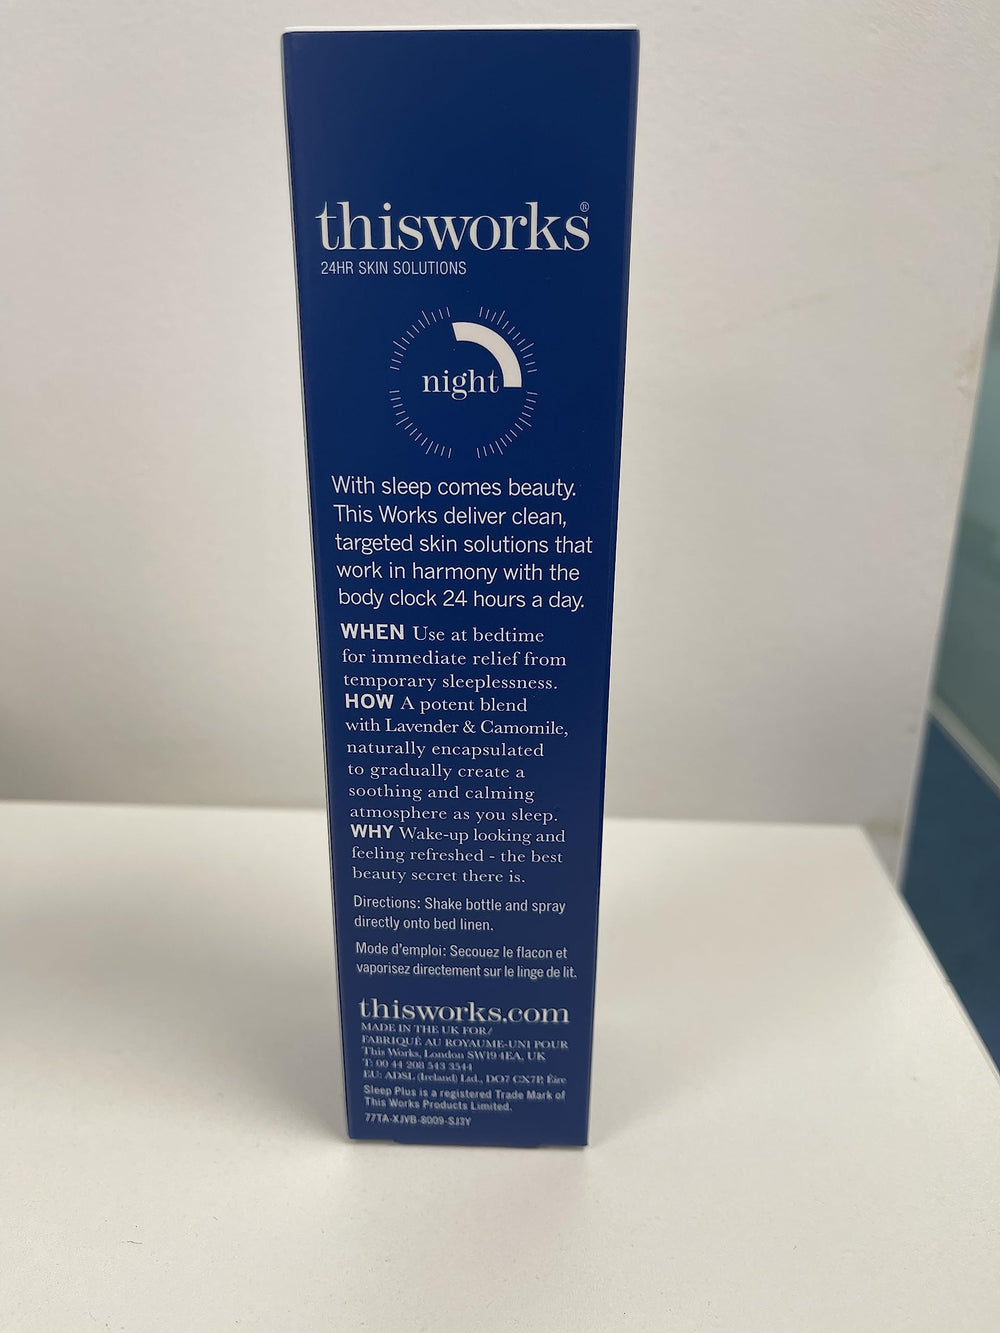 thisworks®
24HR SKIN SOLUTIONS
night
With sleep comes beauty.
This Works deliver clean,
targeted skin solutions that
work in harmony with the
body clock 24 hours a day.
WHEN Use at bedtime
for immediate relief from
temporary sleeplessness.
HOW A potent blend
with Lavender & Camomile,
naturally encapsulated
to gradually create a
soothing and calming
atmosphere as you sleep.
WHY Wake-up looking and
feeling refreshed - the best
beauty secret there is.
Directions: Shake bottle and spray
directly onto bed linen.
Mode d'emploi: Secouez le flacon et
vaporisez directement sur le linge de lit.
thisworks.com
MADE IN THE UK FOR/
FABRIQUÉ AU ROYAUME-UNI POUR
This Works, London SW19 4EA, UK
T: 00 44 208 543 3544
EU: ADSL (Ireland) Ltd., DO7 CX7P, Éire
Sleep Plus is a registered Trade Mark of
This Works Products Limited.
77TA-XJVB-8009-SJ3Y